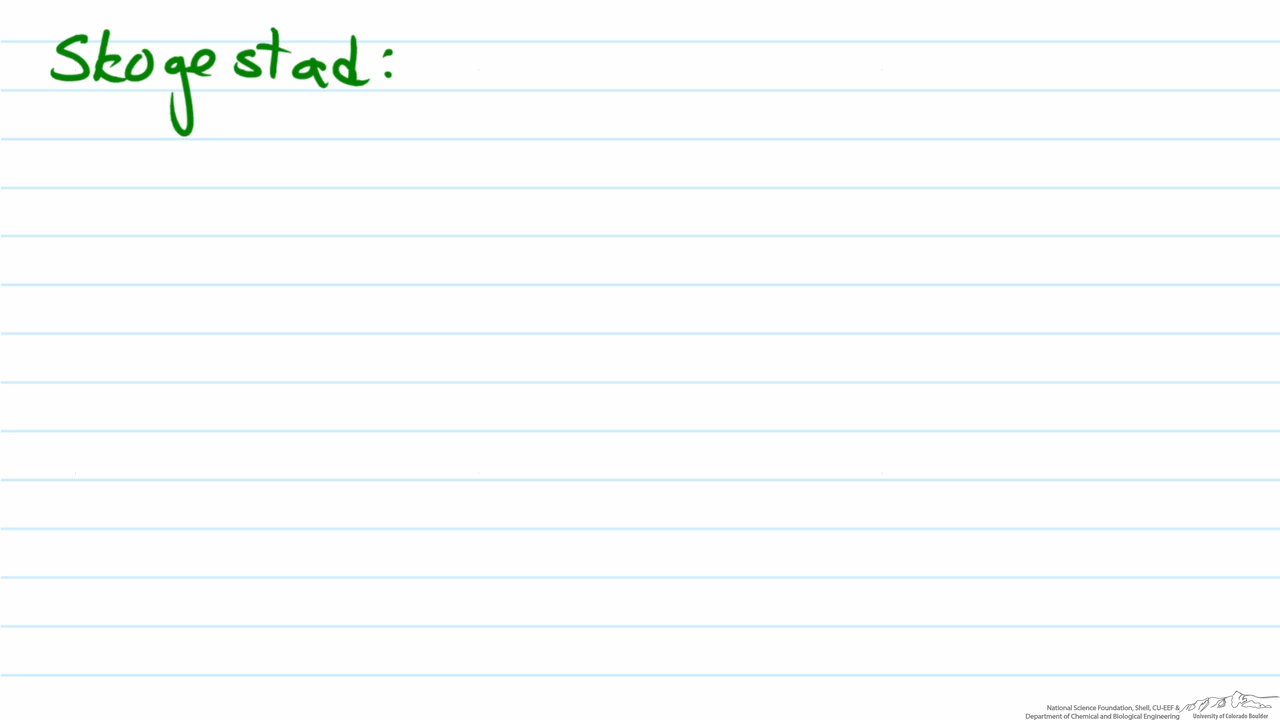 Skogestad:
National Science Foundation, Shell, CU-EEF &
Department of Chemical and Biological Engineering
University of Colorado Boulder